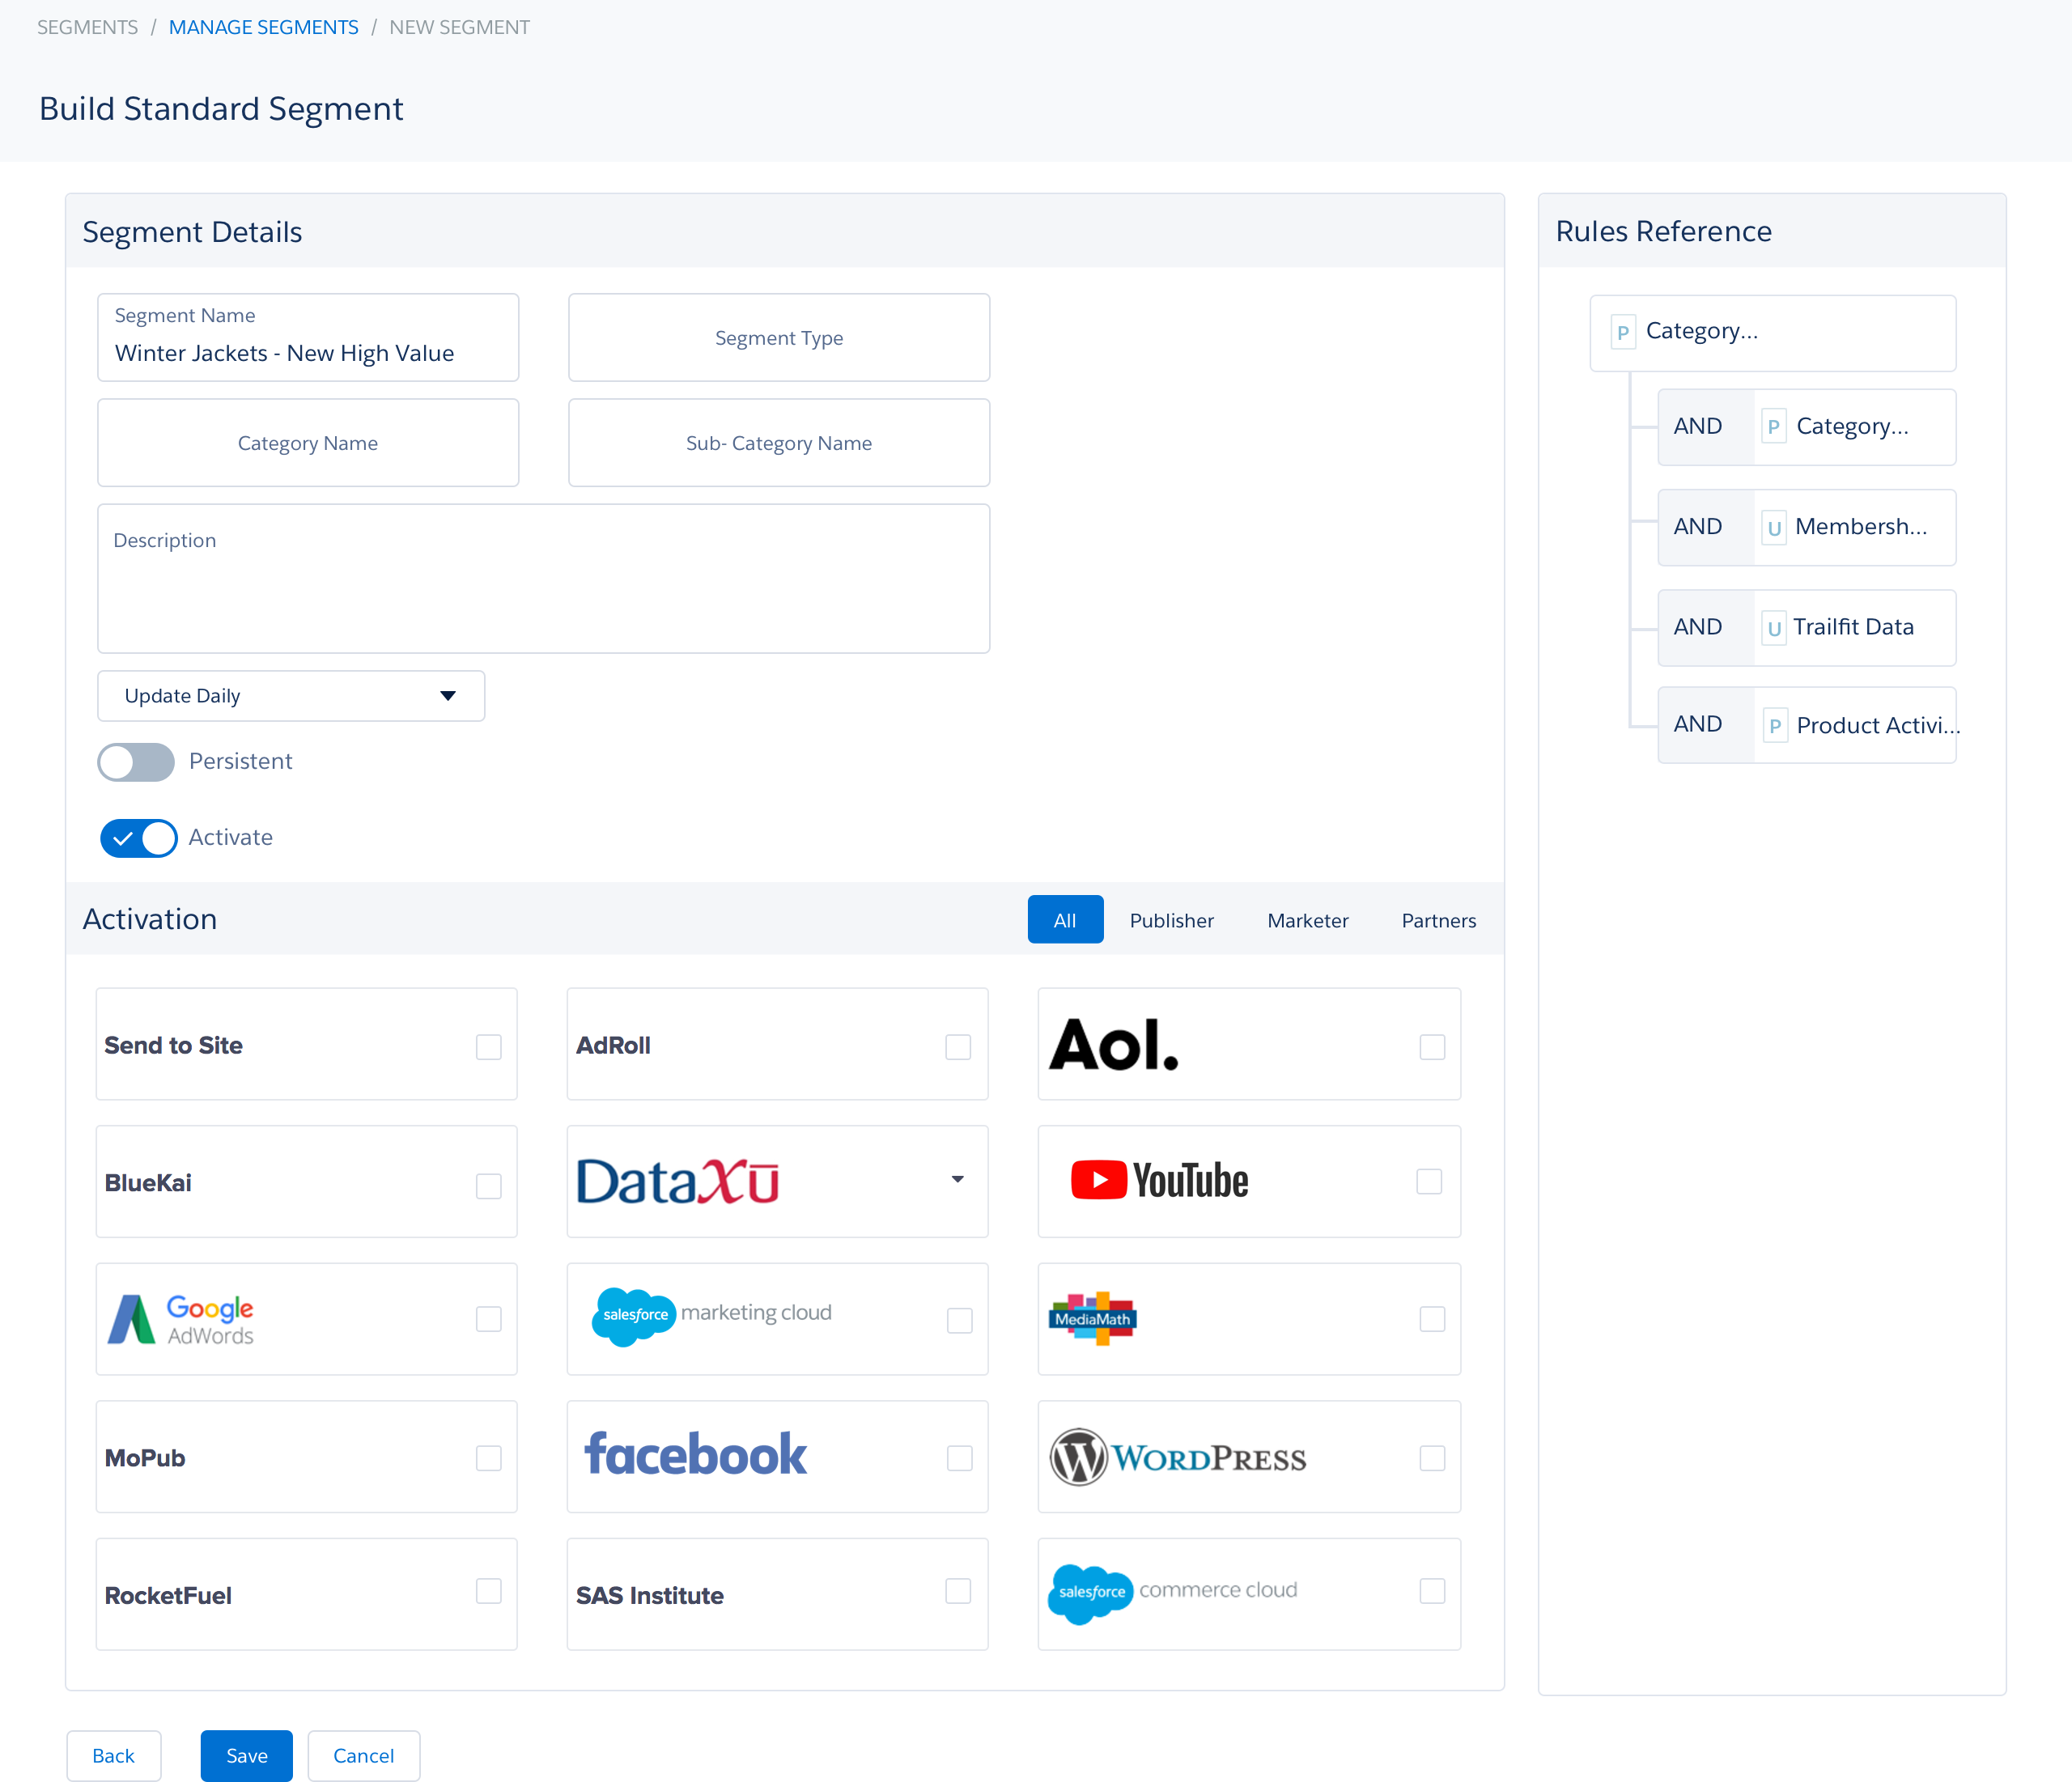 SEGMENTS / MANAGE SEGMENTS / NEW SEGMENT
Build Standard Segment
Segment Details
Segment Name
Winter Jackets - New High Value
Segment Type
Category Name
Sub- Category Name
Description
Update Daily
Persistent
Activate
Activation
All
Publisher
Marketer
Partners
Send to Site
AdRoll
Aol.
BlueKai
DataXū
YouTube
Google
AdWords
salesforce marketing cloud
MediaMath
MoPub
facebook
WORDPRESS
RocketFuel
SAS Institute
salesforce commerce cloud
Rules Reference
P Category...
AND P Category...
AND U Membersh...
AND U Trailfit Data
AND P Product Activi...
Back
Save
Cancel